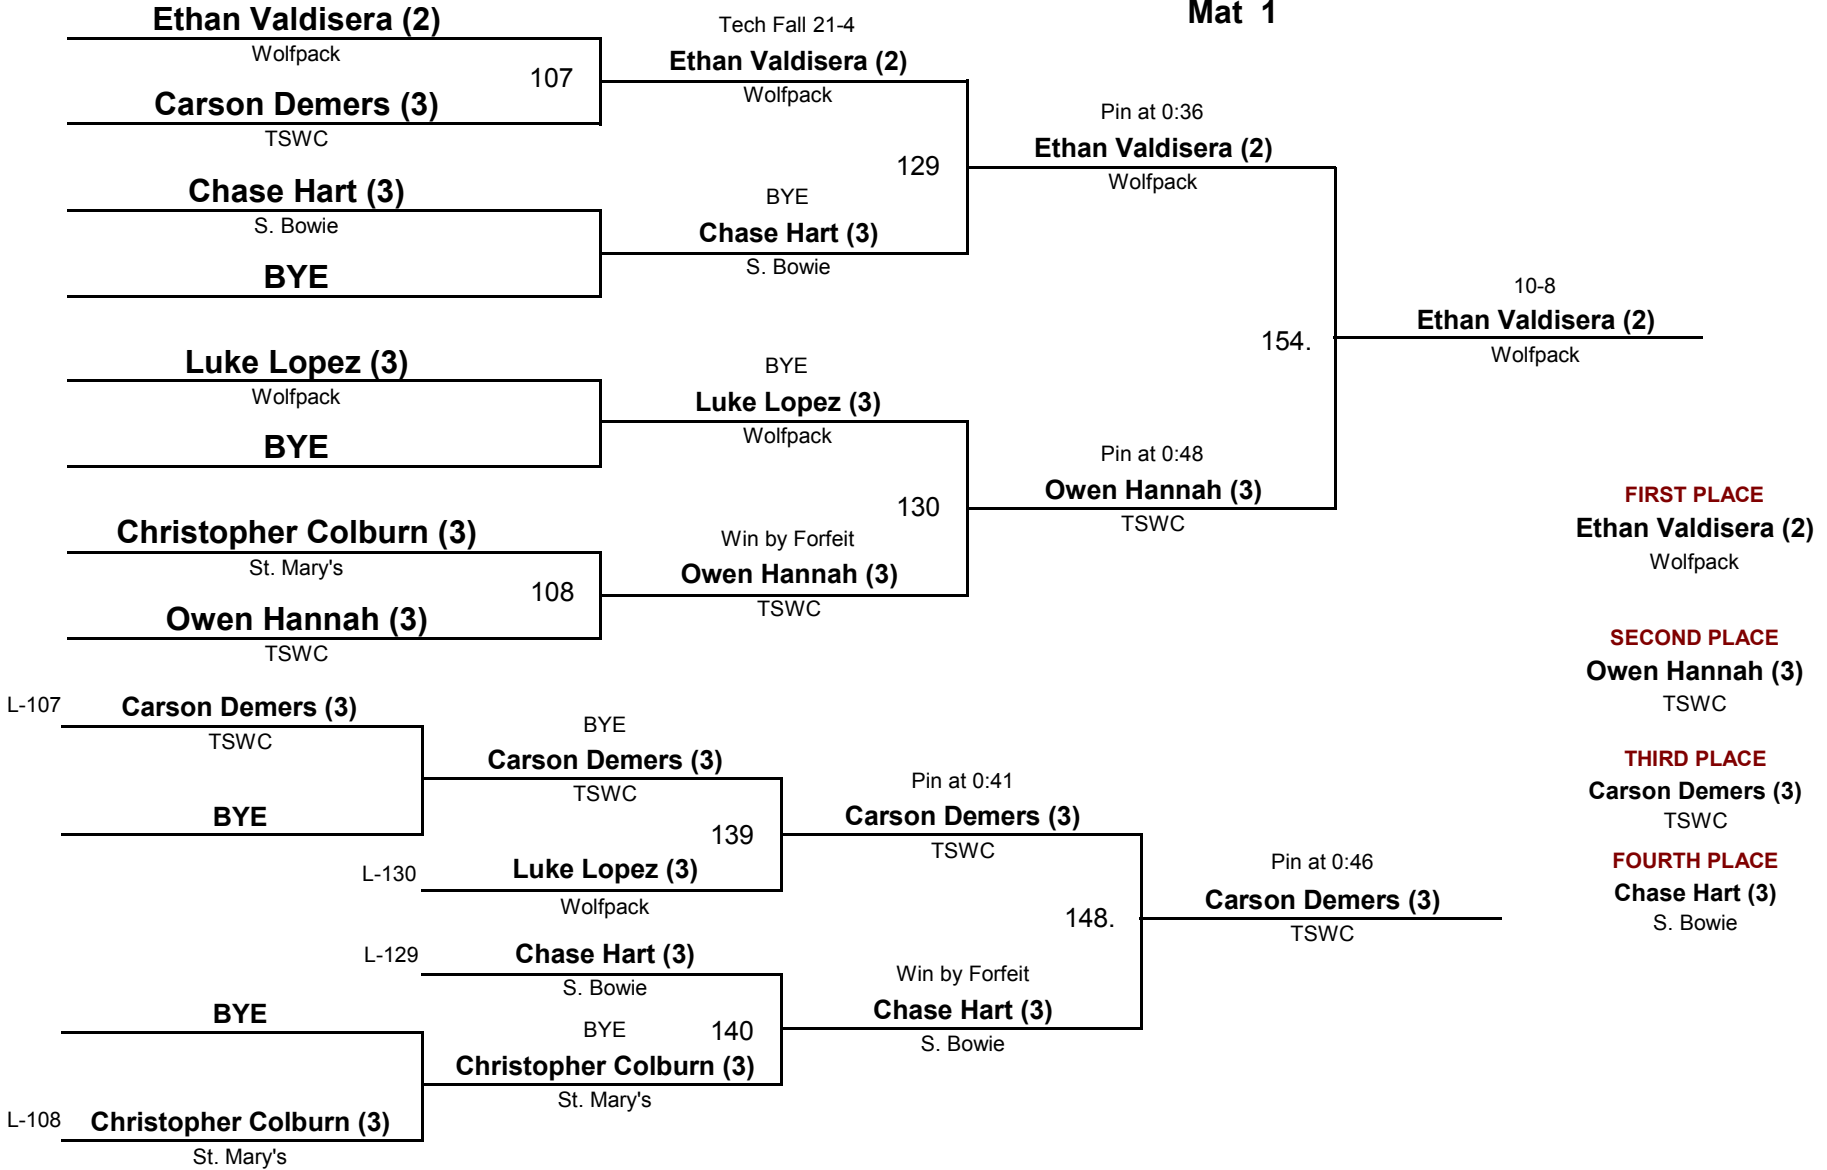 Mat 1
Ethan Valdisera (2)
Wolfpack
107
Carson Demers (3)
TSWC
Chase Hart (3)
S. Bowie
BYE
Luke Lopez (3)
Wolfpack
BYE
Christopher Colburn (3)
St. Mary's
108
Owen Hannah (3)
TSWC
Tech Fall 21-4
Ethan Valdisera (2)
Wolfpack
129
BYE
Chase Hart (3)
S. Bowie
BYE
Luke Lopez (3)
Wolfpack
130
Win by Forfeit
Owen Hannah (3)
TSWC
Pin at 0:36
Ethan Valdisera (2)
Wolfpack
154.
Pin at 0:48
Owen Hannah (3)
TSWC
10-8
Ethan Valdisera (2)
Wolfpack
L-107
Carson Demers (3)
TSWC
BYE
BYE
L-108
Christopher Colburn (3)
St. Mary's
BYE
Carson Demers (3)
TSWC
139
L-130
Luke Lopez (3)
Wolfpack
L-129
Chase Hart (3)
S. Bowie
BYE
140
Christopher Colburn (3)
St. Mary's
Pin at 0:41
Carson Demers (3)
TSWC
148.
Win by Forfeit
Chase Hart (3)
S. Bowie
Pin at 0:46
Carson Demers (3)
TSWC
FIRST PLACE
Ethan Valdisera (2)
Wolfpack
SECOND PLACE
Owen Hannah (3)
TSWC
THIRD PLACE
Carson Demers (3)
TSWC
FOURTH PLACE
Chase Hart (3)
S. Bowie